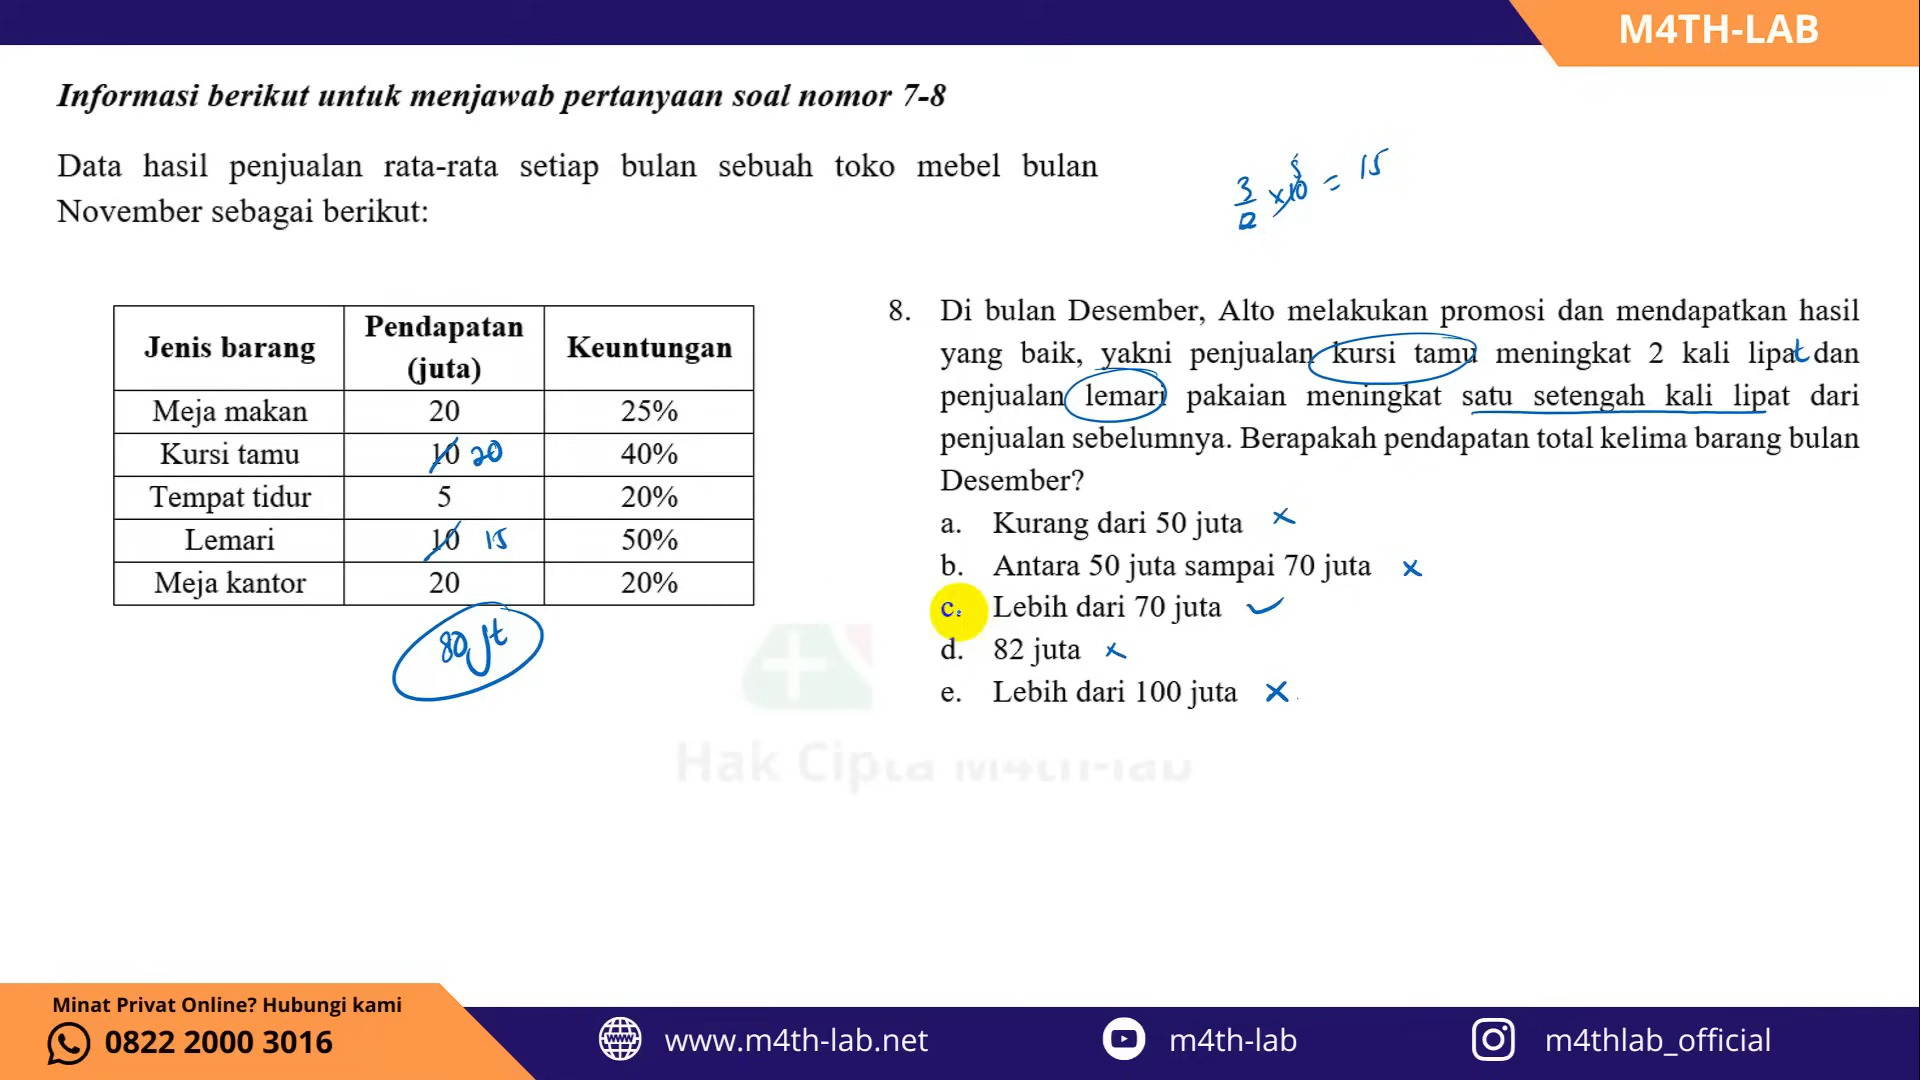 M4TH-LAB
Informasi berikut untuk menjawab pertanyaan soal nomor 7-8
Data hasil penjualan rata-rata setiap bulan sebuah toko mebel bulan
November sebagai berikut:
3/2 x 10 5 = 15
Jenis barang Pendapatan (juta) Keuntungan
Meja makan 20 25%
Kursi tamu 10 20 40%
Tempat tidur 5 20%
Lemari 10 15 50%
Meja kantor 20 20%
80 jt
8. Di bulan Desember, Alto melakukan promosi dan mendapatkan hasil
yang baik, yakni penjualan kursi tamu meningkat 2 kali lipat dan
penjualan lemari pakaian meningkat satu setengah kali lipat dari
penjualan sebelumnya. Berapakah pendapatan total kelima barang bulan
Desember?
a. Kurang dari 50 juta x
b. Antara 50 juta sampai 70 juta x
c. Lebih dari 70 juta ✓
d. 82 juta x
e. Lebih dari 100 juta x
Hak Cipta M4th-lab
Minat Privat Online? Hubungi kami
0822 2000 3016
www.m4th-lab.net
m4th-lab
m4thlab_official